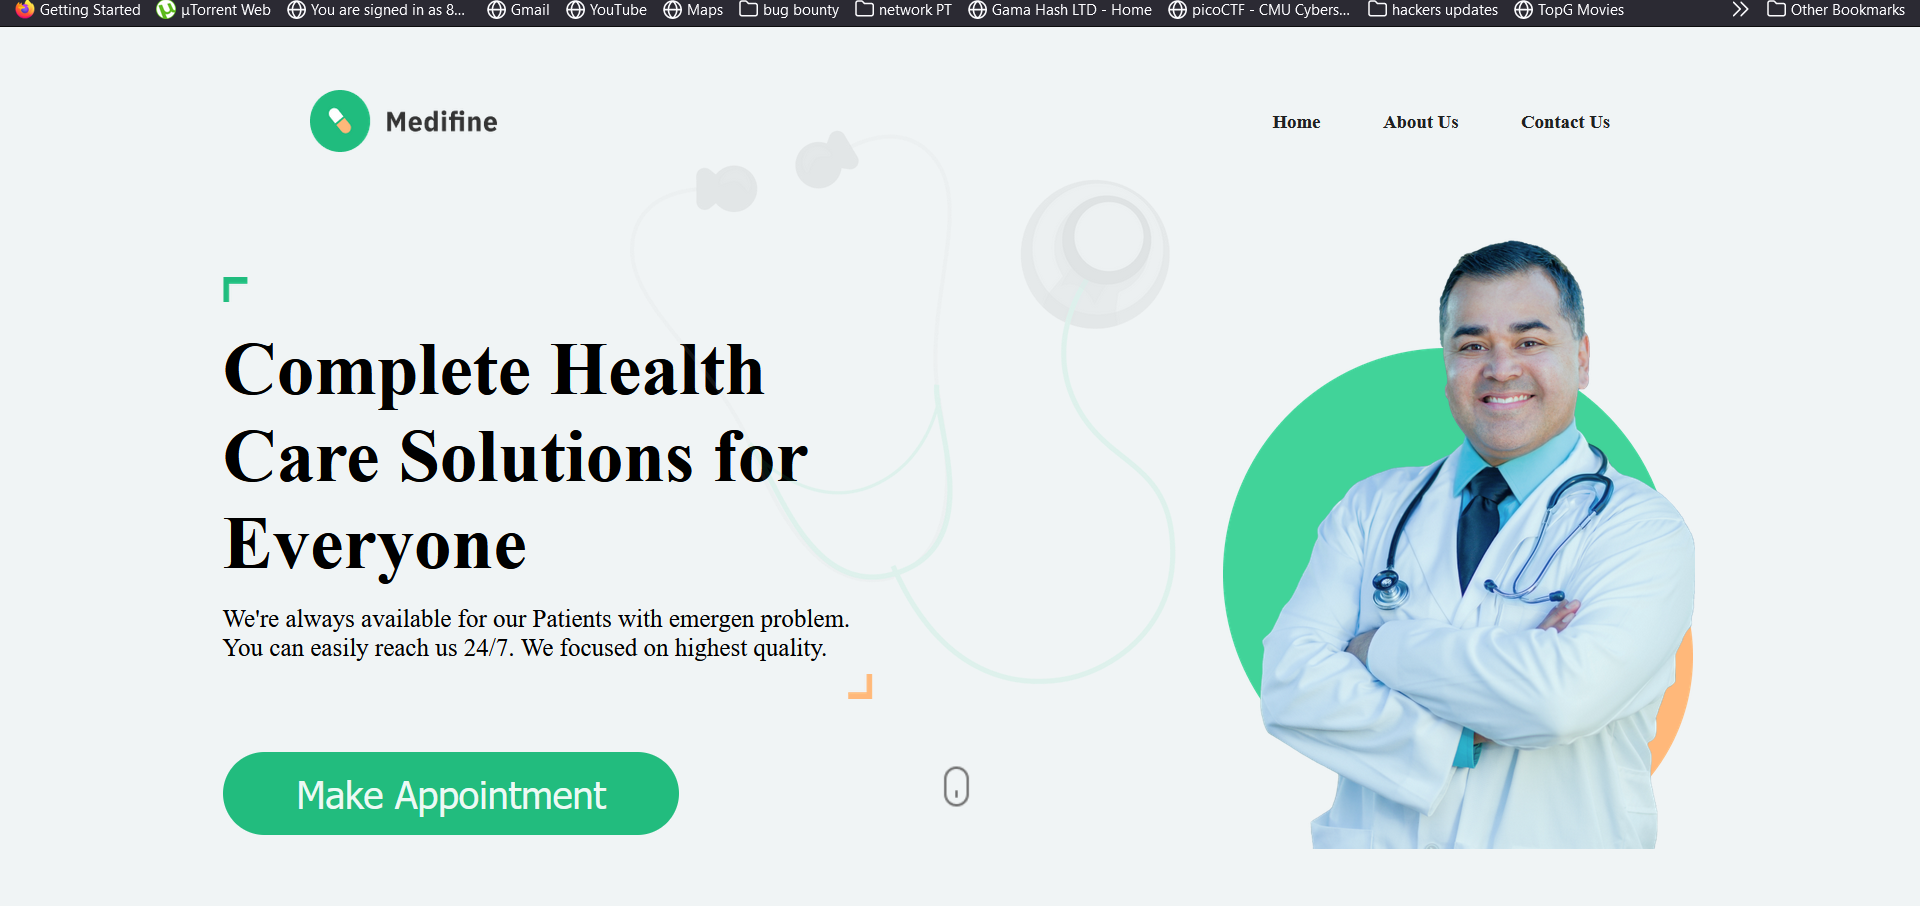 Getting Started
µTorrent Web
You are signed in as 8...
Gmail
YouTube
Maps
bug bounty
network PT
Gama Hash LTD - Home
picoCTF - CMU Cybers...
hackers updates
TopG Movies
Other Bookmarks
Medifine
Home
About Us
Contact Us
Complete Health
Care Solutions for
Everyone
We're always available for our Patients with emergen problem.
You can easily reach us 24/7. We focused on highest quality.
Make Appointment